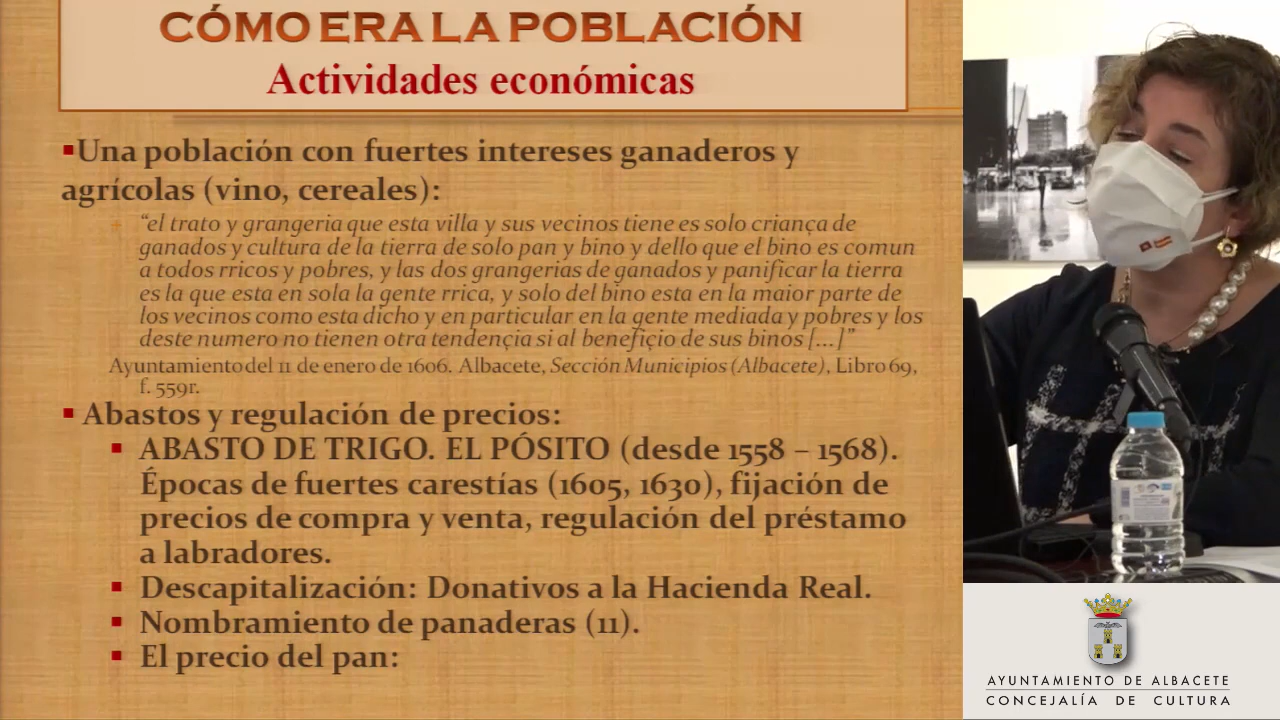 CÓMO ERA LA POBLACIÓN
Actividades económicas
▪Una población con fuertes intereses ganaderos y
agrícolas (vino, cereales):
“el trato y grangeria que esta villa y sus vecinos tiene es solo criança de
ganados y cultura de la tierra de solo pan y bino y dello que el bino es comun
a todos rricos y pobres, y las dos grangerias de ganados y panificar la tierra
es la que esta en sola la gente rrica, y solo del bino esta en la maior parte de
los vecinos como esta dicho y en particular en la gente mediada y pobres y los
deste numero no tienen otra tendençia si al benefiçio de sus binos [...]”
Ayuntamiento del 11 de enero de 1606. Albacete, Sección Municipios (Albacete), Libro 69,
f. 559r.
▪ Abastos y regulación de precios:
▪ ABASTO DE TRIGO. EL PÓSITO (desde 1558 – 1568).
Épocas de fuertes carestías (1605, 1630), fijación de
precios de compra y venta, regulación del préstamo
a labradores.
▪ Descapitalización: Donativos a la Hacienda Real.
▪ Nombramiento de panaderas (11).
▪ El precio del pan:
AYUNTAMIENTO DE ALBACETE
CONCEJALÍA DE CULTURA